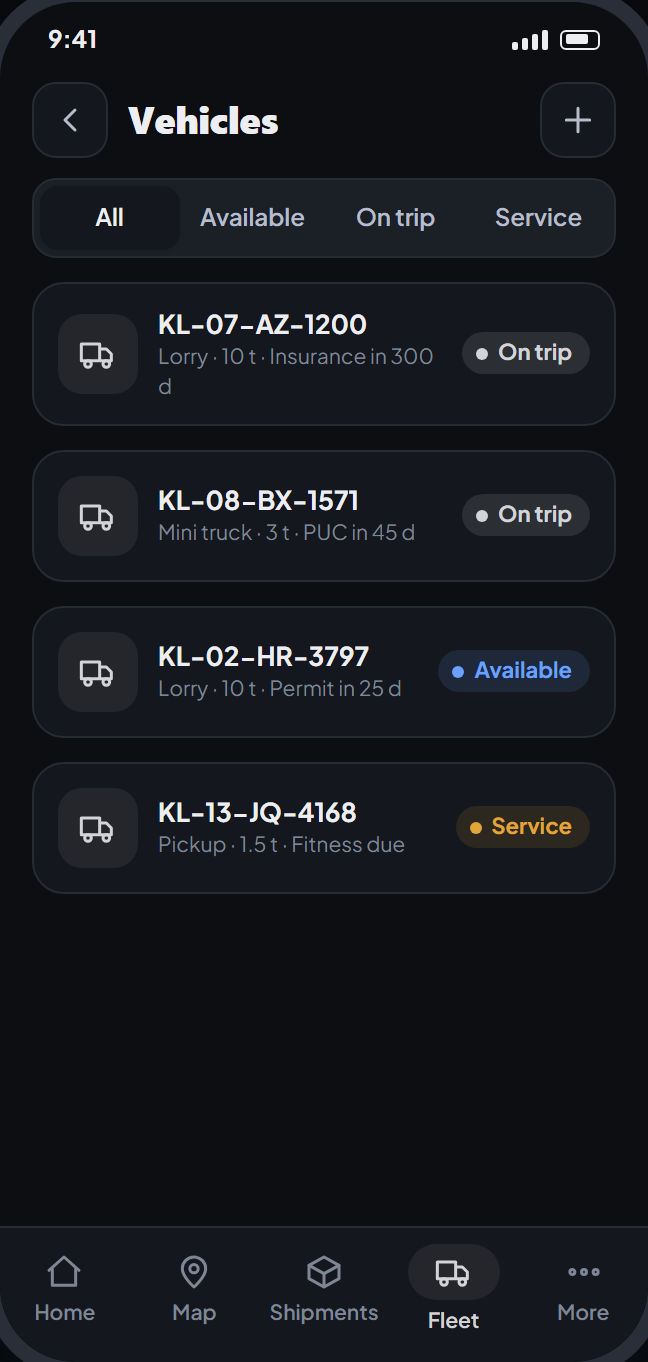 9:41
Vehicles
All Available On trip Service
KL-07-AZ-1200
Lorry · 10 t · Insurance in 300
d
On trip
KL-08-BX-1571
Mini truck · 3 t · PUC in 45 d
On trip
KL-02-HR-3797
Lorry · 10 t · Permit in 25 d
Available
KL-13-JQ-4168
Pickup · 1.5 t · Fitness due
Service
Home Map Shipments Fleet More